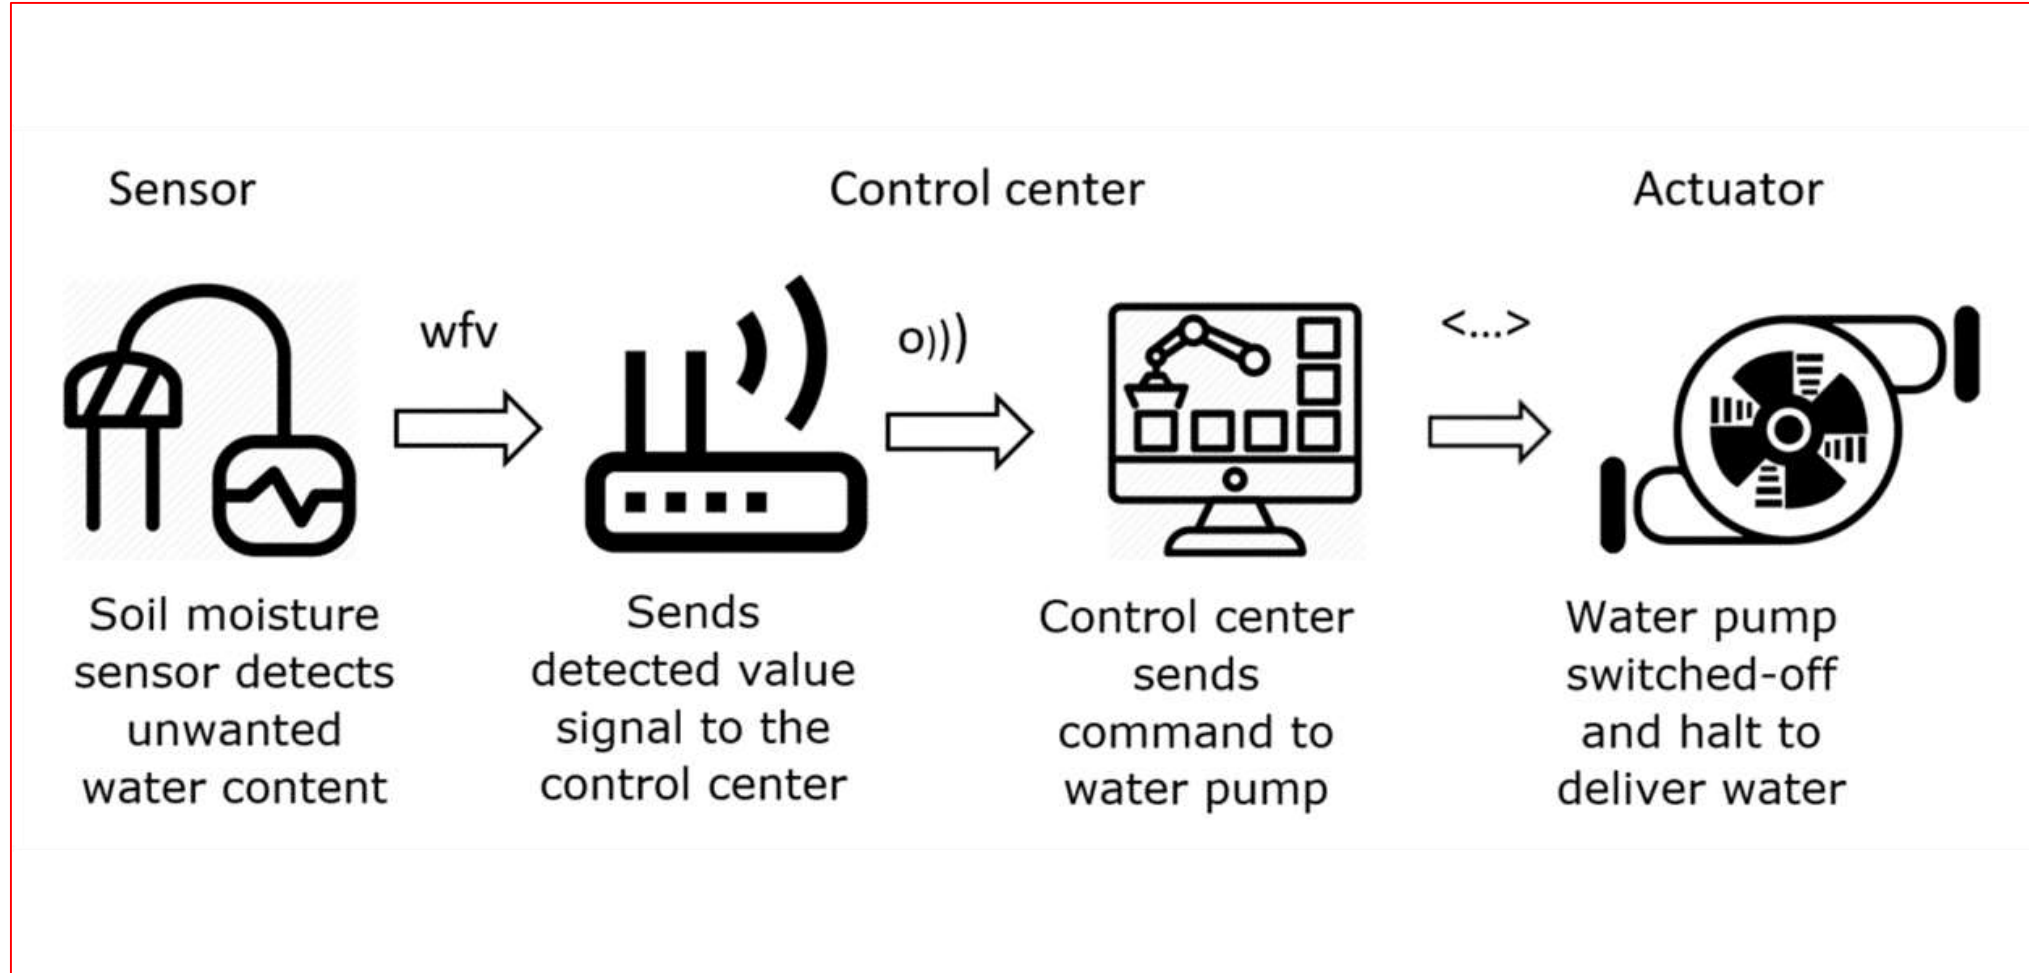 Sensor
Control center
Actuator
wfv
o)))
<...>
Soil moisture
sensor detects
unwanted
water content
Sends
detected value
signal to the
control center
Control center
sends
command to
water pump
Water pump
switched-off
and halt to
deliver water